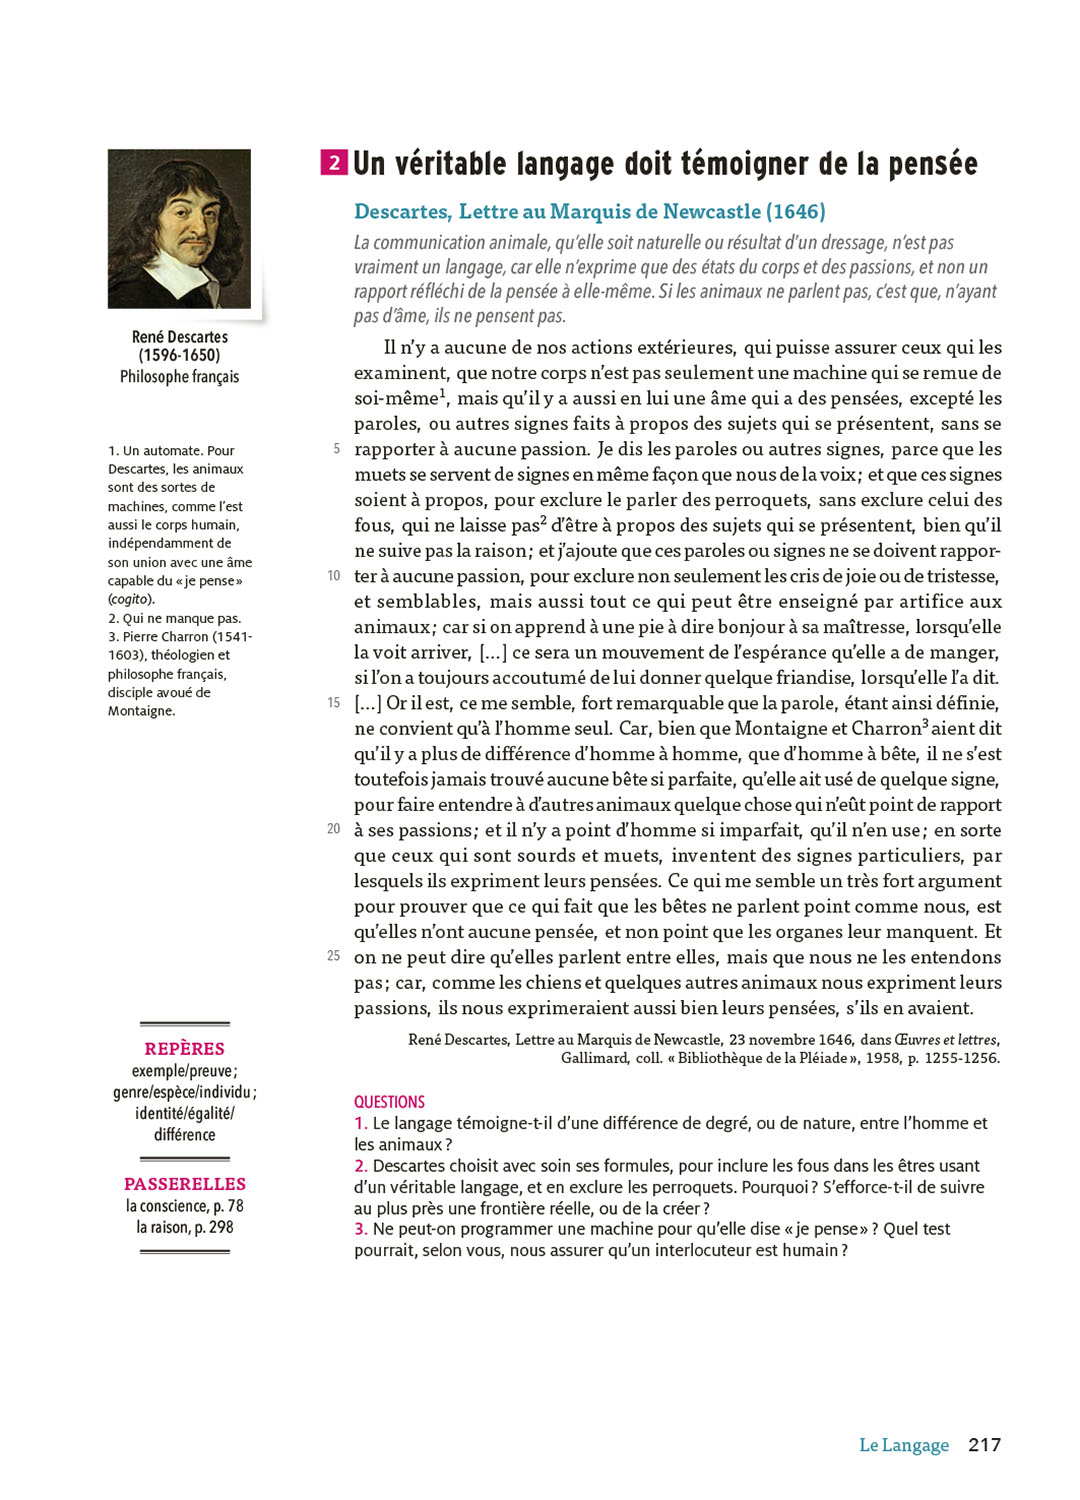 2 Un véritable langage doit témoigner de la pensée
Descartes, Lettre au Marquis de Newcastle (1646)
La communication animale, qu'elle soit naturelle ou résultat d'un dressage, n'est pas
vraiment un langage, car elle n'exprime que des états du corps et des passions, et non un
rapport réfléchi de la pensée à elle-même. Si les animaux ne parlent pas, c'est que, n'ayant
pas d'âme, ils ne pensent pas.
René Descartes
(1596-1650)
Philosophe français
Il n'y a aucune de nos actions extérieures, qui puisse assurer ceux qui les
examinent, que notre corps n'est pas seulement une machine qui se remue de
soi-même1, mais qu'il y a aussi en lui une âme qui a des pensées, excepté les
paroles, ou autres signes faits à propos des sujets qui se présentent, sans se
5 rapporter à aucune passion. Je dis les paroles ou autres signes, parce que les
muets se servent de signes en même façon que nous de la voix ; et que ces signes
soient à propos, pour exclure le parler des perroquets, sans exclure celui des
fous, qui ne laisse pas2 d'être à propos des sujets qui se présentent, bien qu'il
ne suive pas la raison ; et j'ajoute que ces paroles ou signes ne se doivent rappor-
10 ter à aucune passion, pour exclure non seulement les cris de joie ou de tristesse,
et semblables, mais aussi tout ce qui peut être enseigné par artifice aux
animaux ; car si on apprend à une pie à dire bonjour à sa maîtresse, lorsqu'elle
la voit arriver, [...] ce sera un mouvement de l'espérance qu'elle a de manger,
si l'on a toujours accoutumé de lui donner quelque friandise, lorsqu'elle l'a dit.
15 [...] Or il est, ce me semble, fort remarquable que la parole, étant ainsi définie,
ne convient qu'à l'homme seul. Car, bien que Montaigne et Charron3 aient dit
qu'il y a plus de différence d'homme à homme, que d'homme à bête, il ne s'est
toutefois jamais trouvé aucune bête si parfaite, qu'elle ait usé de quelque signe,
pour faire entendre à d'autres animaux quelque chose qui n'eût point de rapport
20 à ses passions ; et il n'y a point d'homme si imparfait, qu'il n'en use ; en sorte
que ceux qui sont sourds et muets, inventent des signes particuliers, par
lesquels ils expriment leurs pensées. Ce qui me semble un très fort argument
pour prouver que ce qui fait que les bêtes ne parlent point comme nous, est
qu'elles n'ont aucune pensée, et non point que les organes leur manquent. Et
25 on ne peut dire qu'elles parlent entre elles, mais que nous ne les entendons
pas ; car, comme les chiens et quelques autres animaux nous expriment leurs
passions, ils nous exprimeraient aussi bien leurs pensées, s'ils en avaient.
René Descartes, Lettre au Marquis de Newcastle, 23 novembre 1646, dans Œuvres et lettres,
Gallimard, coll. « Bibliothèque de la Pléiade », 1958, p. 1255-1256.
1. Un automate. Pour
Descartes, les animaux
sont des sortes de
machines, comme l'est
aussi le corps humain,
indépendamment de
son union avec une âme
capable du « je pense »
(cogito).
2. Qui ne manque pas.
3. Pierre Charron (1541-
1603), théologien et
philosophe français,
disciple avoué de
Montaigne.
REPÈRES
exemple/preuve ;
genre/espèce/individu ;
identité/égalité/
différence
PASSERELLES
la conscience, p. 78
la raison, p. 298
QUESTIONS
1. Le langage témoigne-t-il d'une différence de degré, ou de nature, entre l'homme et
les animaux ?
2. Descartes choisit avec soin ses formules, pour inclure les fous dans les êtres usant
d'un véritable langage, et en exclure les perroquets. Pourquoi ? S'efforce-t-il de suivre
au plus près une frontière réelle, ou de la créer ?
3. Ne peut-on programmer une machine pour qu'elle dise « je pense » ? Quel test
pourrait, selon vous, nous assurer qu'un interlocuteur est humain ?
Le Langage 217